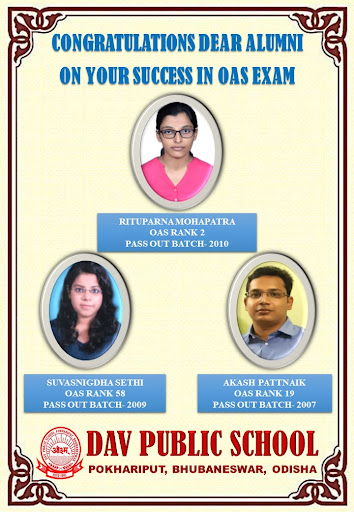 CONGRATULATIONS DEAR ALUMNI
ON YOUR SUCCESS IN OAS EXAM
RITUPARNA MOHAPATRA
OAS RANK 2
PASS OUT BATCH- 2010
SUVASNIGDHA SETHI
OAS RANK 58
PASS OUT BATCH- 2009
AKASH PATTNAIK
OAS RANK 19
PASS OUT BATCH- 2007
ओ३म्
DAV PUBLIC SCHOOL
POKHARIPUT, BHUBANESWAR, ODISHA